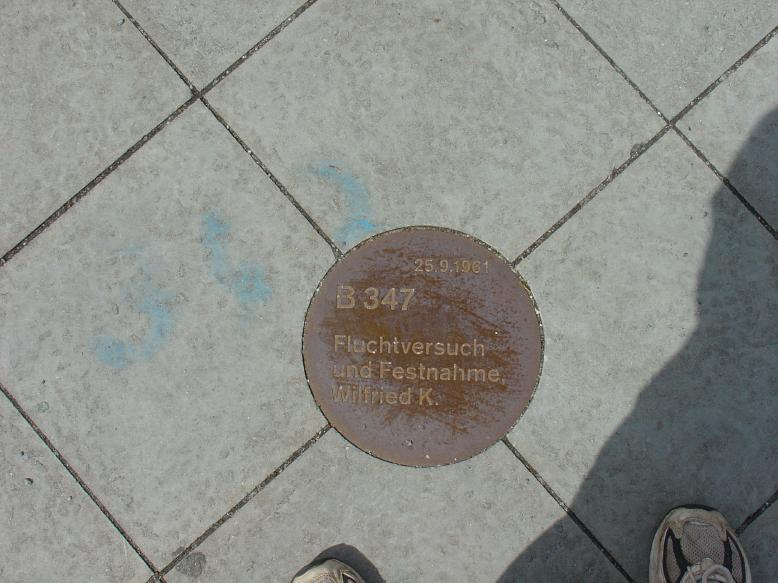 25.9.1961
B 347
Fluchtversuch
und Festnahme,
Wilfried K.